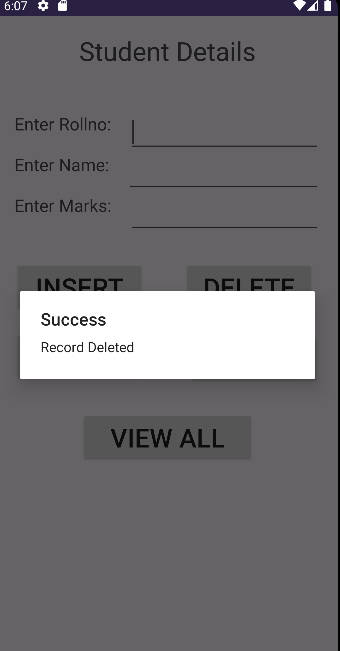 6:07
Student Details
Enter Rollno:
Enter Name:
Enter Marks:
INSERT DELETE
Success
Record Deleted
VIEW ALL